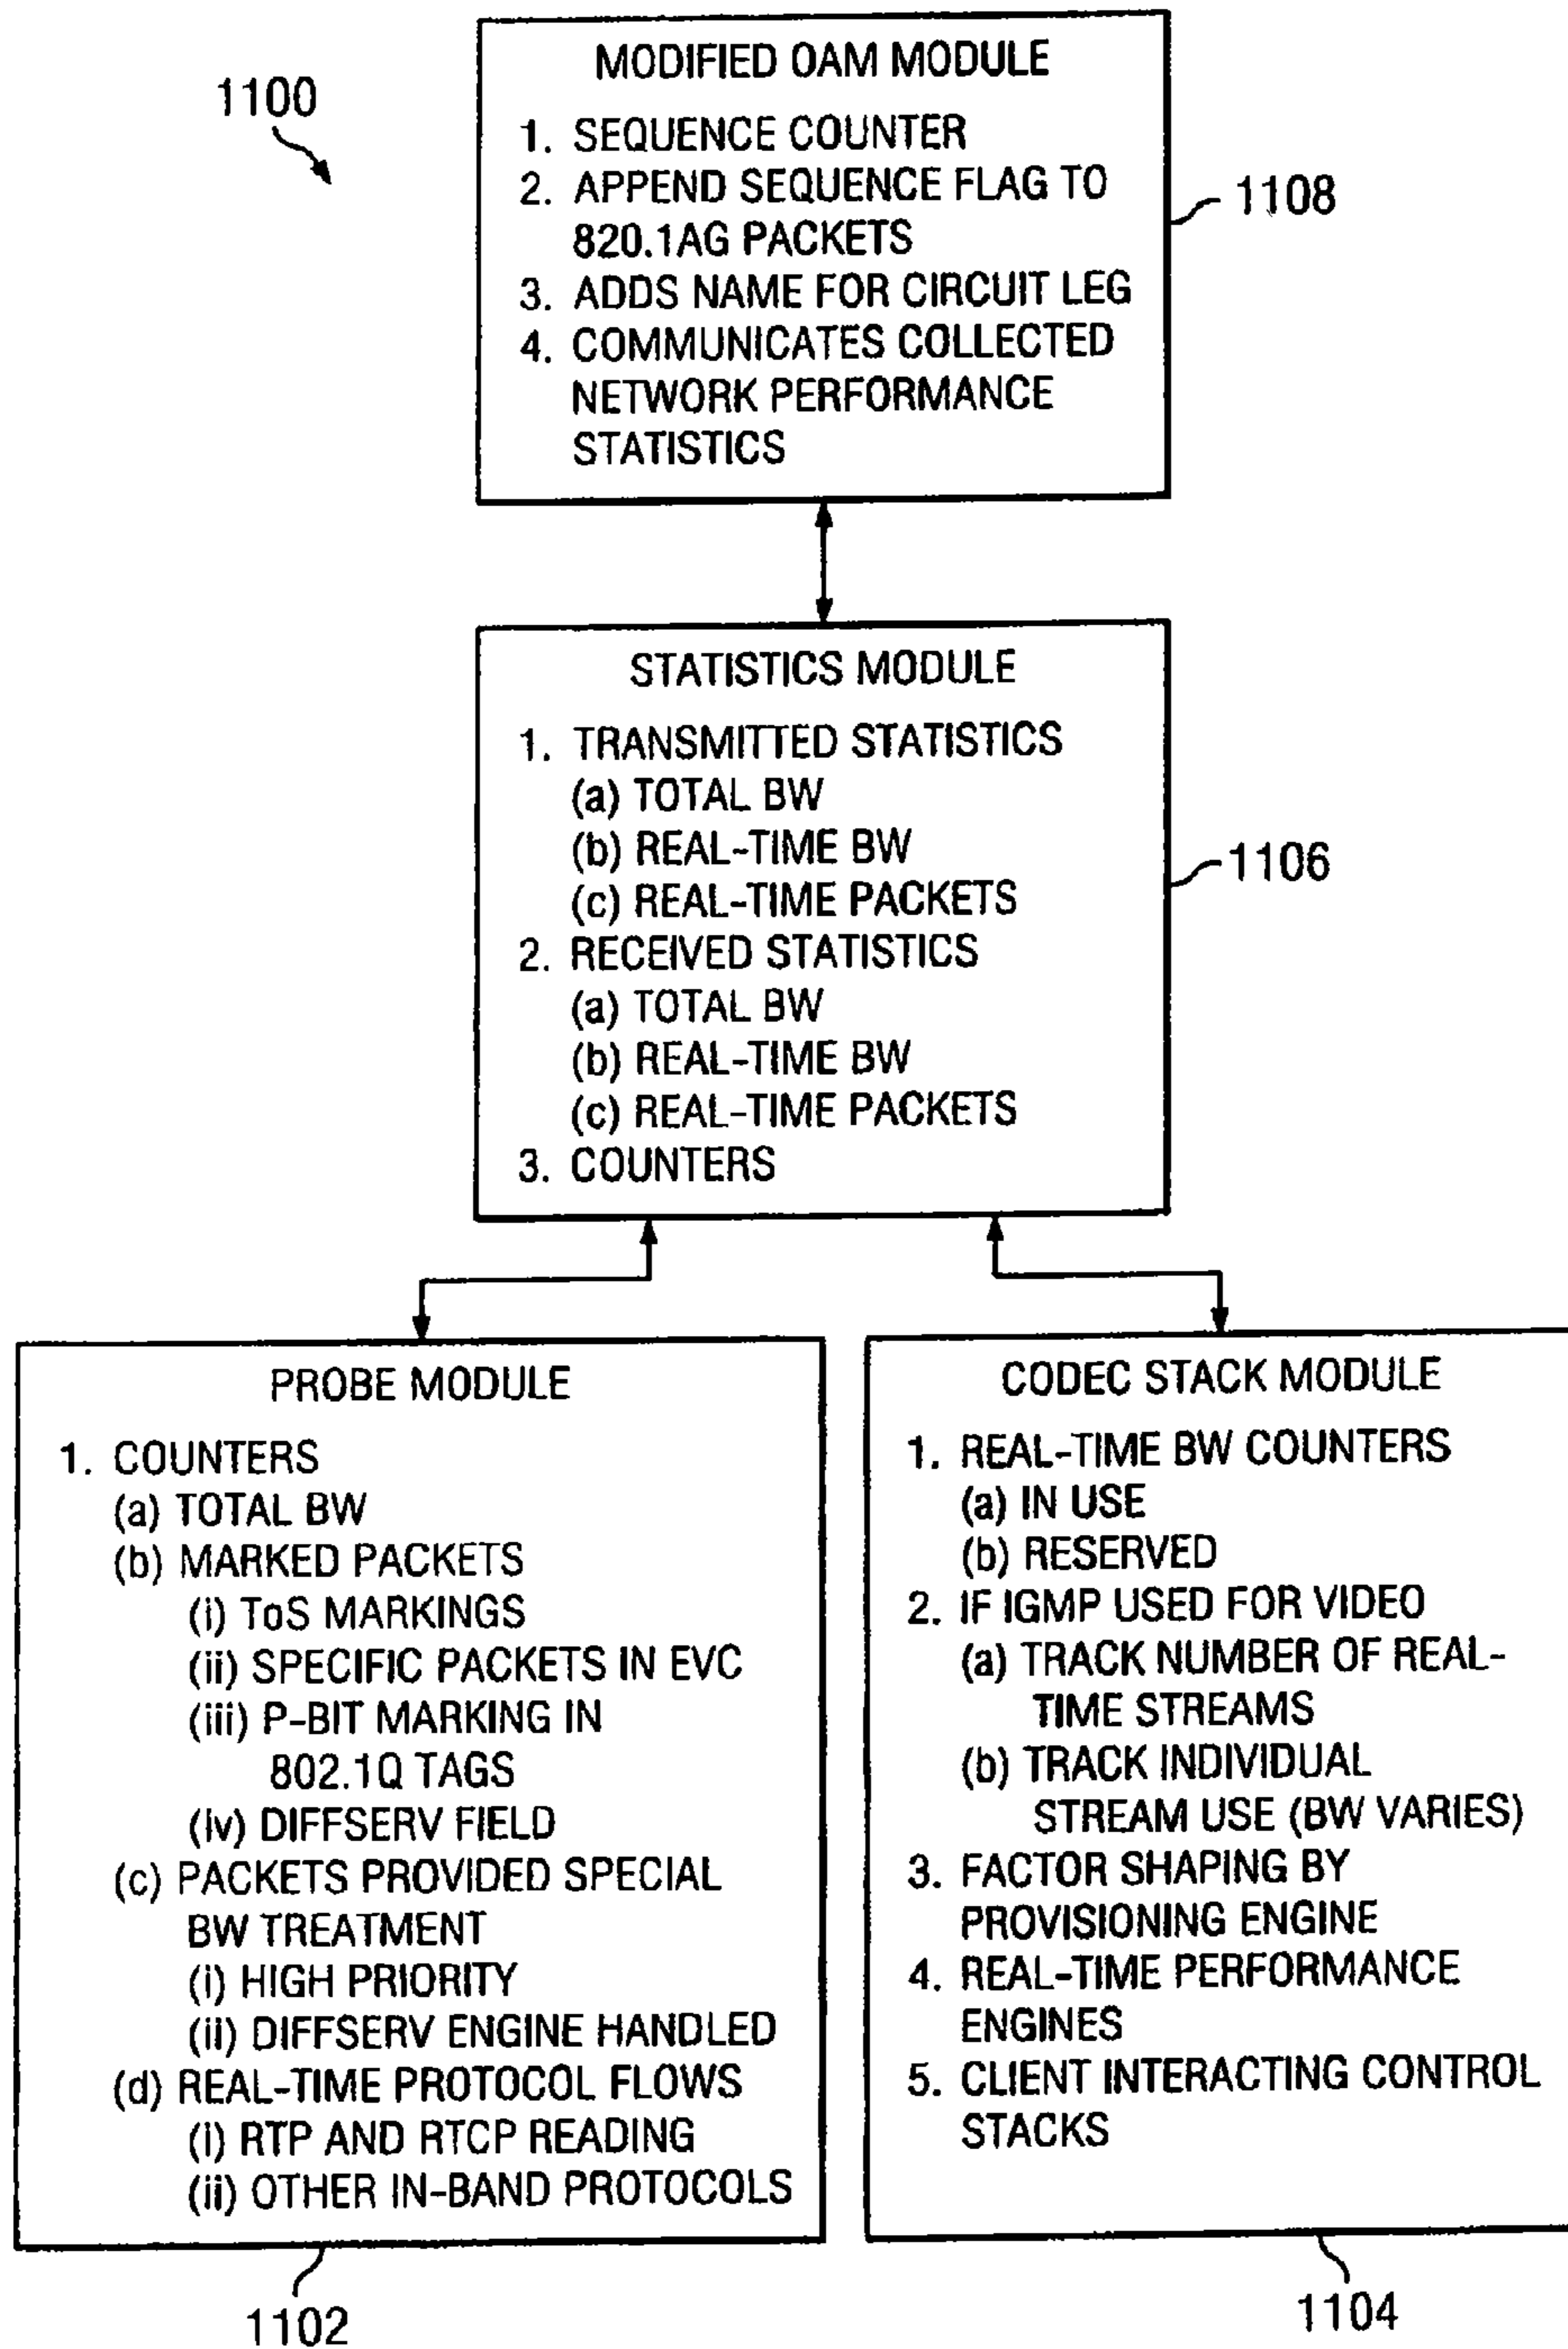 1100
MODIFIED OAM MODULE
1. SEQUENCE COUNTER
2. APPEND SEQUENCE FLAG TO
820.1AG PACKETS
3. ADDS NAME FOR CIRCUIT LEG
4. COMMUNICATES COLLECTED
NETWORK PERFORMANCE
STATISTICS
1108
STATISTICS MODULE
1. TRANSMITTED STATISTICS
(a) TOTAL BW
(b) REAL-TIME BW
(c) REAL-TIME PACKETS
2. RECEIVED STATISTICS
(a) TOTAL BW
(b) REAL-TIME BW
(c) REAL-TIME PACKETS
3. COUNTERS
1106
PROBE MODULE
1. COUNTERS
(a) TOTAL BW
(b) MARKED PACKETS
(i) ToS MARKINGS
(ii) SPECIFIC PACKETS IN EVC
(iii) P-BIT MARKING IN
802.1Q TAGS
(iv) DIFFSERV FIELD
(c) PACKETS PROVIDED SPECIAL
BW TREATMENT
(i) HIGH PRIORITY
(ii) DIFFSERV ENGINE HANDLED
(d) REAL-TIME PROTOCOL FLOWS
(i) RTP AND RTCP READING
(ii) OTHER IN-BAND PROTOCOLS
1102
CODEC STACK MODULE
1. REAL-TIME BW COUNTERS
(a) IN USE
(b) RESERVED
2. IF IGMP USED FOR VIDEO
(a) TRACK NUMBER OF REAL-
TIME STREAMS
(b) TRACK INDIVIDUAL
STREAM USE (BW VARIES)
3. FACTOR SHAPING BY
PROVISIONING ENGINE
4. REAL-TIME PERFORMANCE
ENGINES
5. CLIENT INTERACTING CONTROL
STACKS
1104